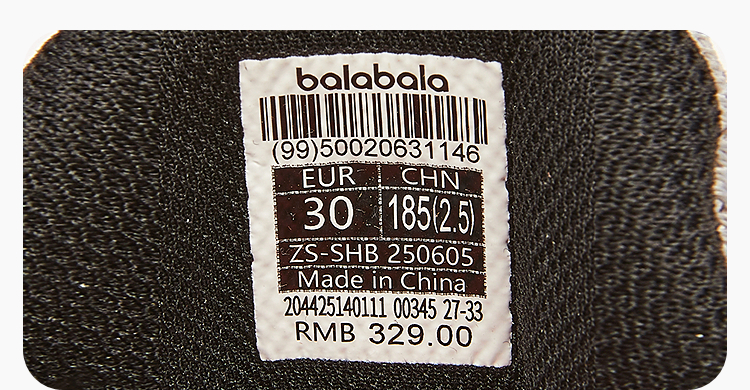 balabala
(99)50020631146
EUR CHN
30 185(2.5)
ZS-SHB 250605
Made in China
204425140111 00345 27-33
RMB 329.00